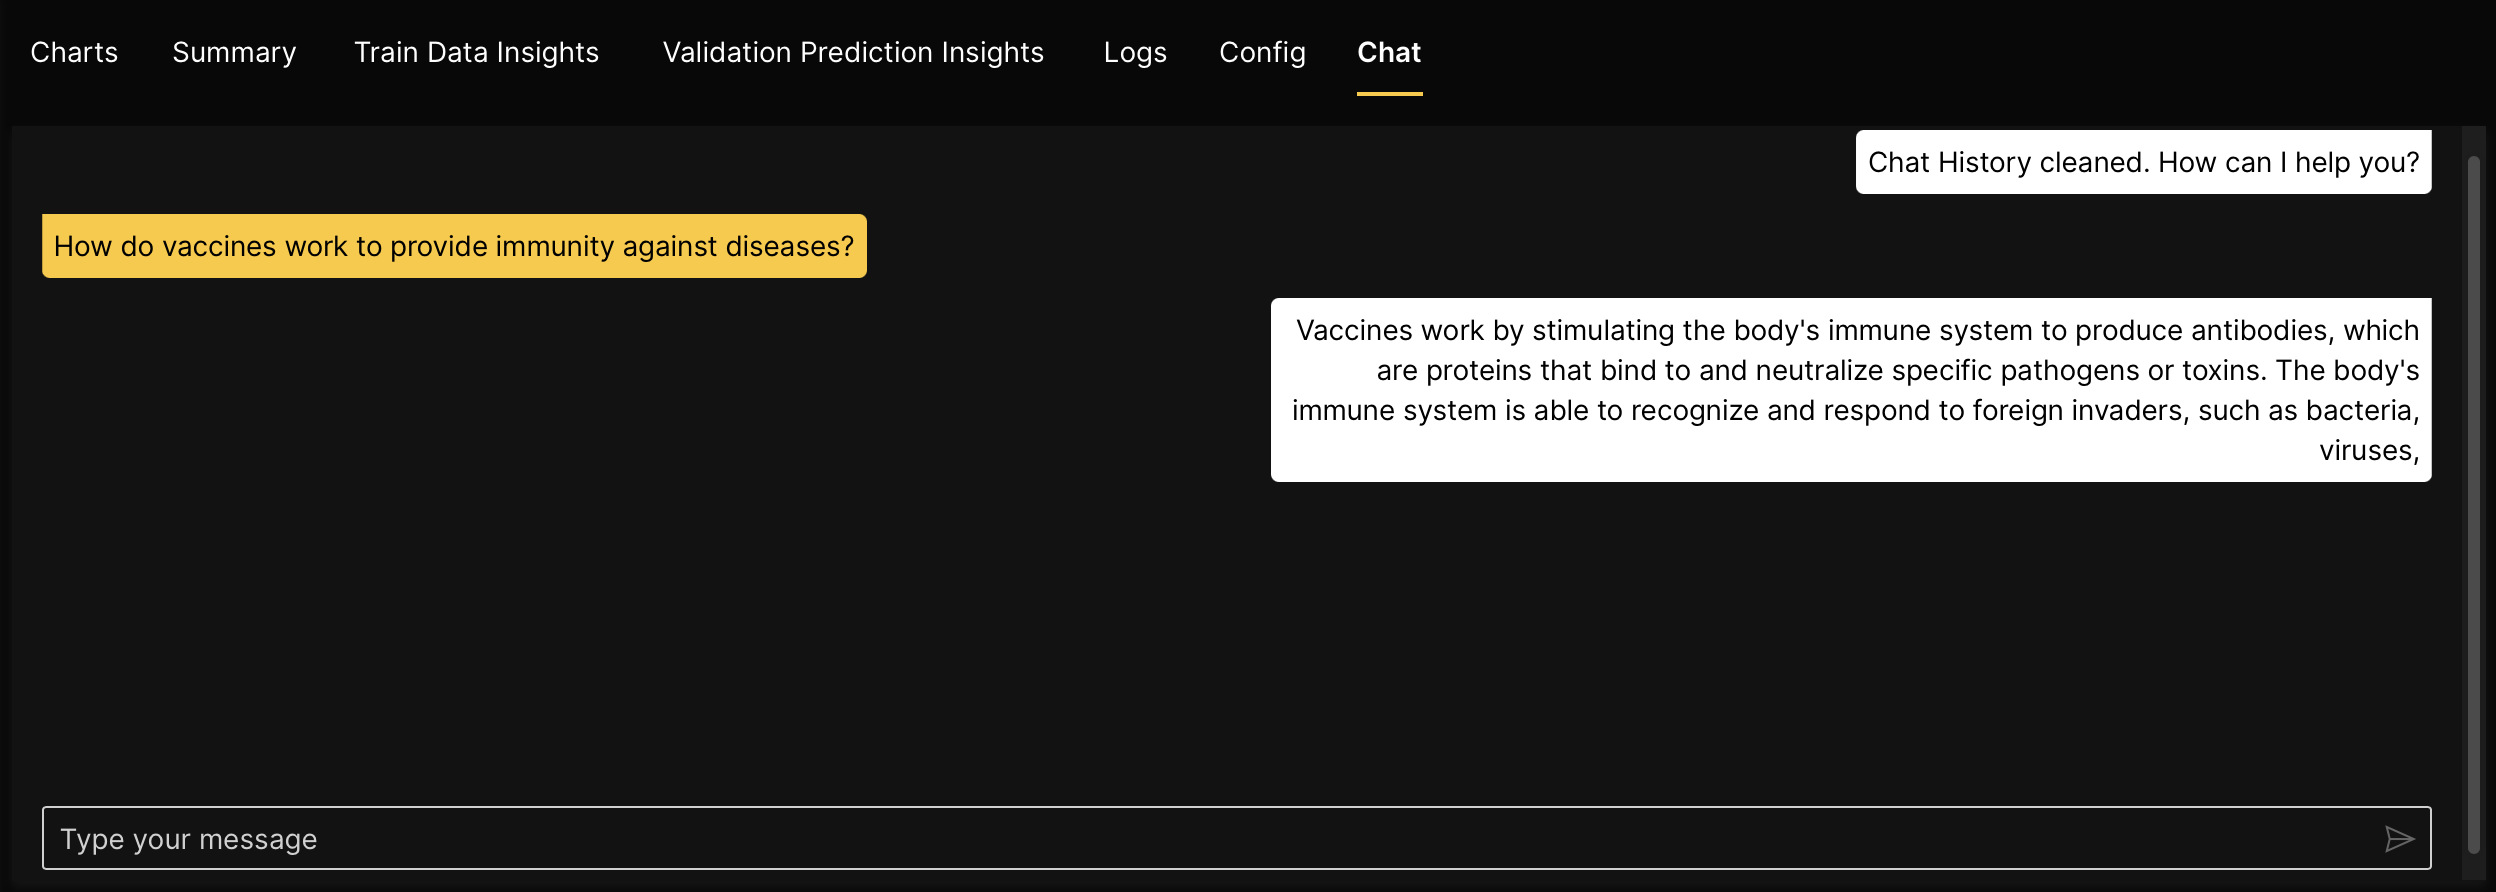 Charts Summary Train Data Insights Validation Prediction Insights Logs Config Chat
Chat History cleaned. How can I help you?
How do vaccines work to provide immunity against diseases?
Vaccines work by stimulating the body's immune system to produce antibodies, which
are proteins that bind to and neutralize specific pathogens or toxins. The body's
immune system is able to recognize and respond to foreign invaders, such as bacteria,
viruses,
Type your message